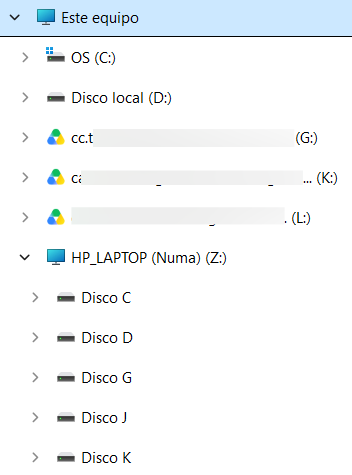 Este equipo
OS (C:)
Disco local (D:)
cc.t (G:)
ca ... (K:)
. (L:)
HP_LAPTOP (Numa) (Z:)
Disco C
Disco D
Disco G
Disco J
Disco K